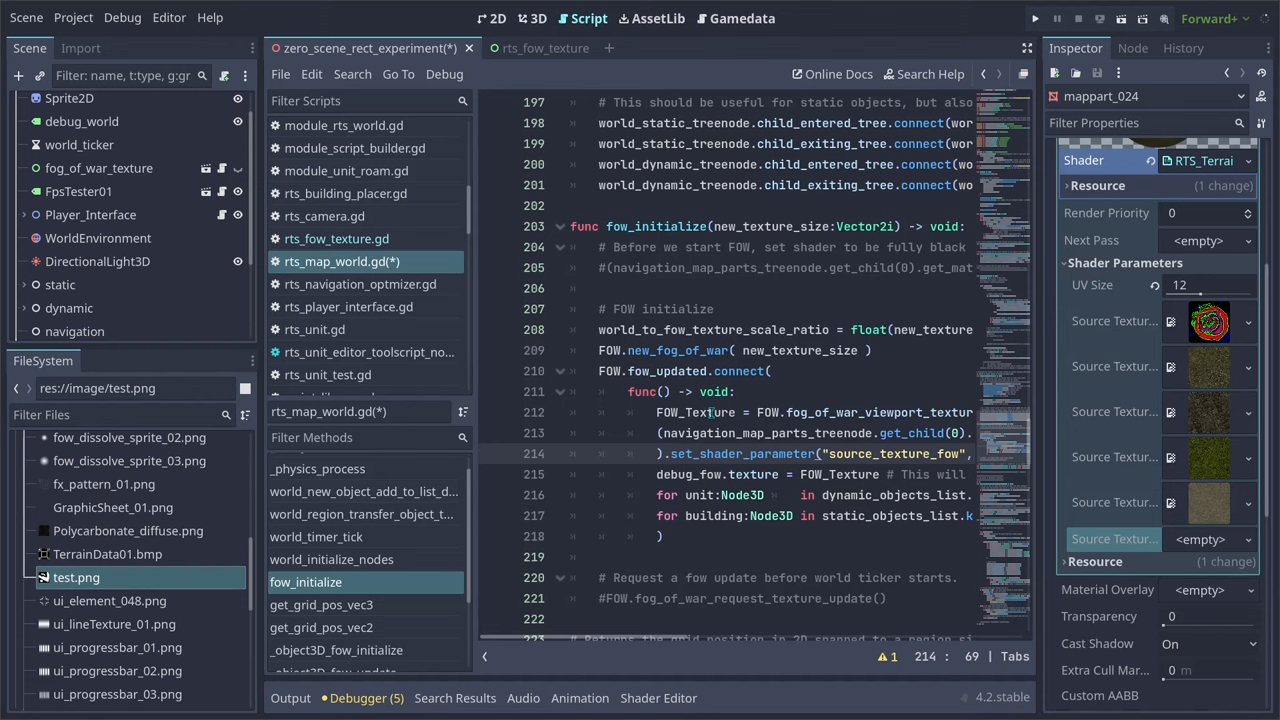 Scene Project Debug Editor Help
2D 3D Script AssetLib Gamedata
Forward+
Scene Import
Filter: name, t:type, g:gr
Sprite2D
debug_world
world_ticker
fog_of_war_texture
FpsTester01
Player_Interface
WorldEnvironment
DirectionalLight3D
static
dynamic
navigation
FileSystem
res://image/test.png
Filter Files
fow_dissolve_sprite_02.png
fow_dissolve_sprite_03.png
fx_pattern_01.png
GraphicSheet_01.png
Polycarbonate_diffuse.png
TerrainData01.bmp
test.png
ui_element_048.png
ui_lineTexture_01.png
ui_progressbar_01.png
ui_progressbar_02.png
ui_progressbar_03.png
zero_scene_rect_experiment(*) rts_fow_texture
File Edit Search Go To Debug
Online Docs Search Help
Filter Scripts
module_rts_world.gd
module_script_builder.gd
module_unit_roam.gd
rts_building_placer.gd
rts_camera.gd
rts_fow_texture.gd
rts_map_world.gd(*)
rts_navigation_optmizer.gd
rts_player_interface.gd
rts_unit_editor_toolscript_no...
rts_unit_test.gd
rts_map_world.gd(*)
Filter Methods
_physics_process
world_new_object_add_to_list_d...
world_on_transfer_object_t...
world_timer_tick
world_initialize_nodes
fow_initialize
get_grid_pos_vec3
get_grid_pos_vec2
_object3D_fow_initialize
197 # This should be useful for static objects, but also
198 world_static_treenode.child_entered_tree.connect(wor
199 world_static_treenode.child_exiting_tree.connect(wor
200 world_dynamic_treenode.child_entered_tree.connect(wo
201 world_dynamic_treenode.child_exiting_tree.connect(wo
202
203 func fow_initialize(new_texture_size:Vector2i) -> void:
204 # Before we start FOW, set shader to be fully black
205 #(navigation_map_parts_treenode.get_child(0).get_mat
206
207 # FOW initialize
208 world_to_fow_texture_scale_ratio = float(new_texture
209 FOW.new_fog_of_war( new_texture_size )
210 FOW.fow_updated.connect(
211 func() -> void:
212 FOW_Texture = FOW.fog_of_war_viewport_textur
213 (navigation_map_parts_treenode.get_child(0).
214 ).set_shader_parameter("source_texture_fow",
215 debug_fow.texture = FOW_Texture # This will
216 for unit:Node3D in dynamic_objects_list.
217 for building:Node3D in static_objects_list.k
218 )
219
220 # Request a fow update before world ticker starts.
221 #FOW.fog_of_war_request_texture_update()
222
223 # Returns the grid position in 2D snapped to a region si
1 214 : 69 | Tabs
Output Debugger (5) Search Results Audio Animation Shader Editor
4.2.stable
Inspector Node History
mappart_024
Filter Properties
Shader RTS_Terrai
Resource (1 change)
Render Priority 0
Next Pass <empty>
Shader Parameters
UV Size 12
Source Textur...
Source Textur...
Source Textur...
Source Textur...
Source Textur...
Source Textur... <empty>
Resource (1 change)
Material Overlay <empty>
Transparency 0
Cast Shadow On
Extra Cull Mar... 0 m
Custom AABB